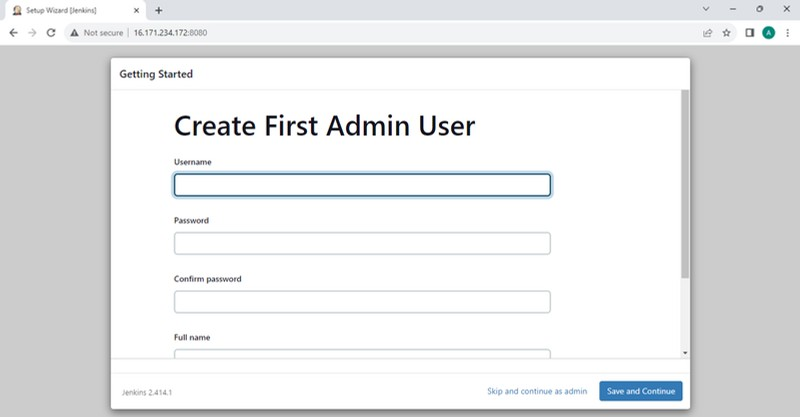 Setup Wizard [Jenkins]
Not secure | 16.171.234.172:8080
A
Getting Started
Create First Admin User
Username
Password
Confirm password
Full name
Jenkins 2.414.1
Skip and continue as admin
Save and Continue